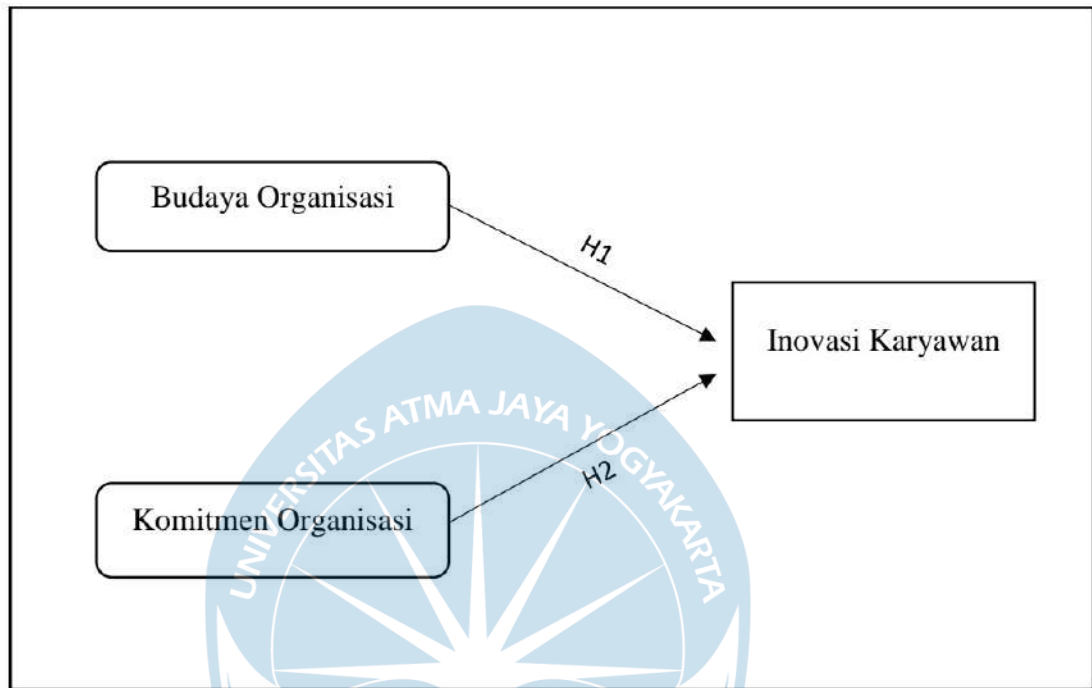 Budaya Organisasi
H1
Inovasi Karyawan
UNIVERSITAS ATMA JAYA YOGYAKARTA
H2
Komitmen Organisasi